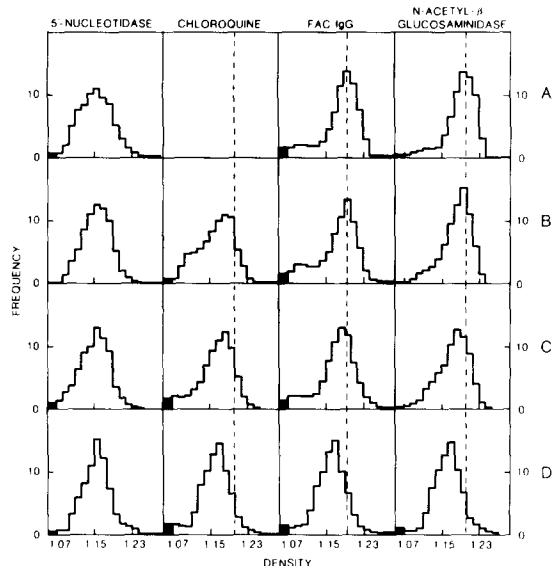 5'-NUCLEOTIDASE CHLOROQUINE FAC IgG N-ACETYL-β GLUCOSAMINIDASE
10 10 A
0 0
10 10 B
0 0
10 10 C
0 0
10 10 D
0 0
1 07 1 15 1 23 1 07 1 15 1 23 1 07 1 15 1 23 1 07 1 15 1 23
FREQUENCY
DENSITY